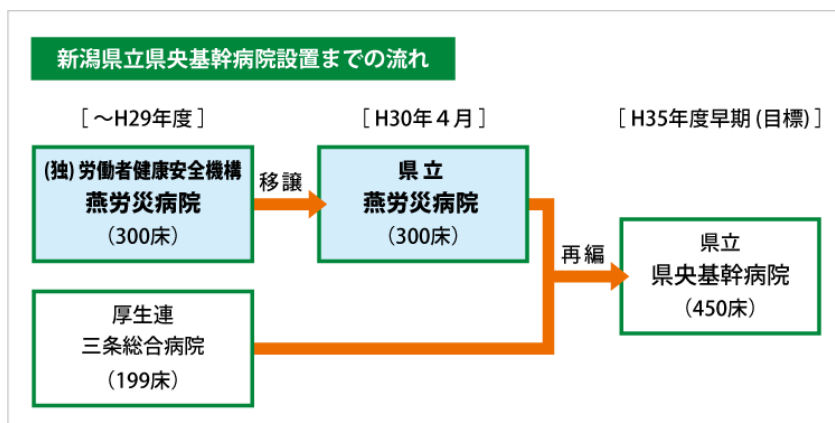 新潟県立県央基幹病院設置までの流れ
[ ～H29年度 ]
[ H30年４月 ]
[ H35年度早期 (目標) ]
(独) 労働者健康安全機構
燕労災病院
（300床）
移譲
県 立
燕労災病院
（300床）
再編
県立
県央基幹病院
（450床）
厚生連
三条総合病院
（199床）